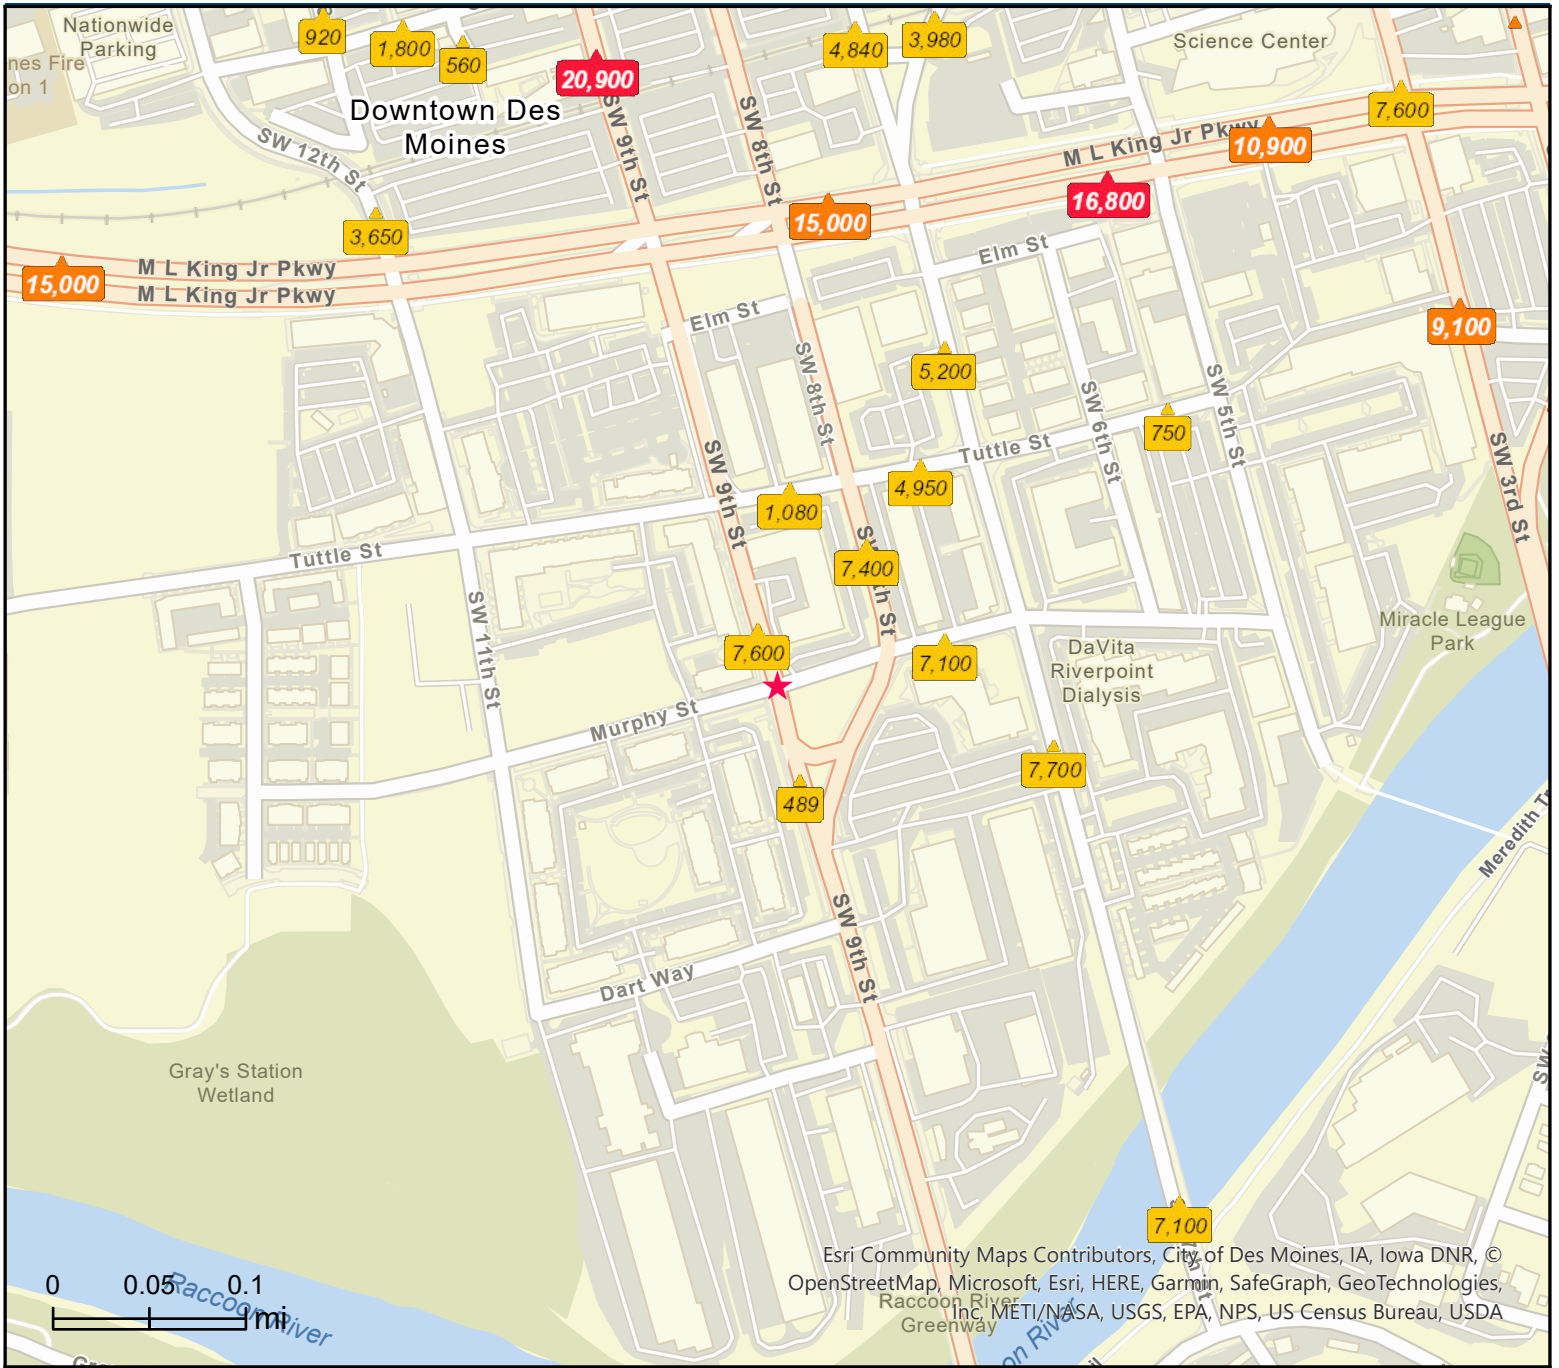 Nationwide
Parking
nes Fire
on 1
920
1,800
560
20,900
4,840
3,980
Science Center
7,600
Downtown Des
Moines
SW 12th St
SW 9th St
SW 8th St
M L King Jr Pkwy
10,900
16,800
15,000
3,650
Elm St
M L King Jr Pkwy
15,000
M L King Jr Pkwy
Elm St
9,100
SW 8th St
5,200
SW 6th St
SW 5th St
750
Tuttle St
SW 9th St
4,950
1,080
SW 3rd St
Tuttle St
7,400
SW 11th St
7,600
7,100
Miracle League
Park
DaVita
Riverpoint
Dialysis
Murphy St
7,700
489
Meredith Tr
SW 9th St
Dart Way
Gray's Station
Wetland
7,100
Esri Community Maps Contributors, City of Des Moines, IA, Iowa DNR, ©
OpenStreetMap, Microsoft, Esri, HERE, Garmin, SafeGraph, GeoTechnologies,
Inc, METI/NASA, USGS, EPA, NPS, US Census Bureau, USDA
Raccoon River
Greenway
on River
0 0.05 0.1
mi
Raccoon River